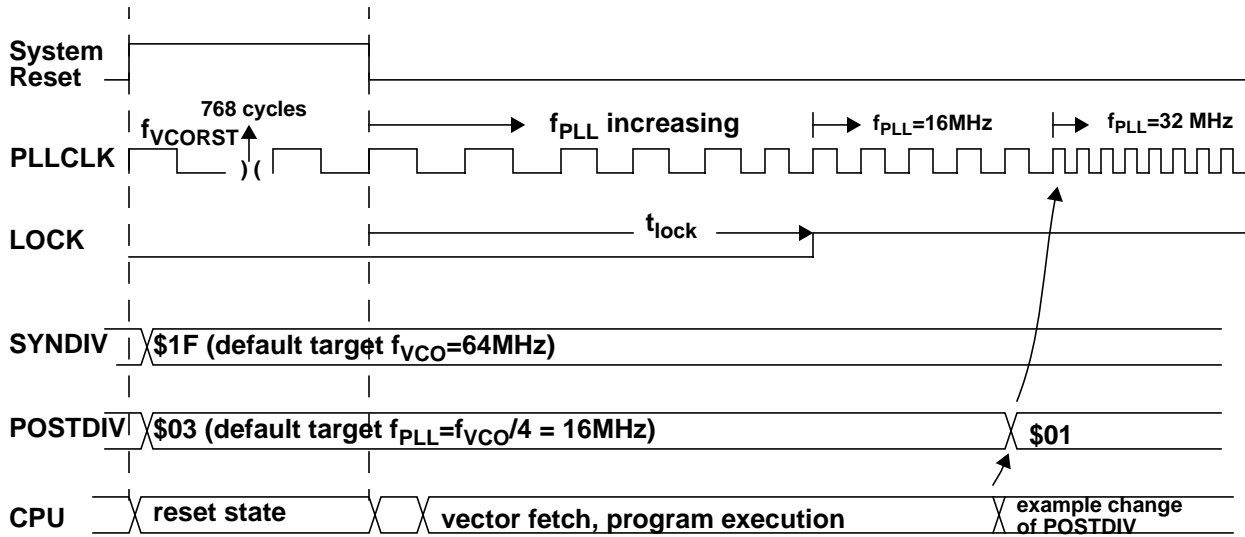 System
Reset
768 cycles
fVCORST
fPLL increasing
fPLL=16MHz
fPLL=32 MHz
PLLCLK
) (
LOCK
tlock
SYNDIV
$1F (default target fVCO=64MHz)
POSTDIV
$03 (default target fPLL=fVCO/4 = 16MHz)
$01
CPU
reset state
vector fetch, program execution
example change
of POSTDIV